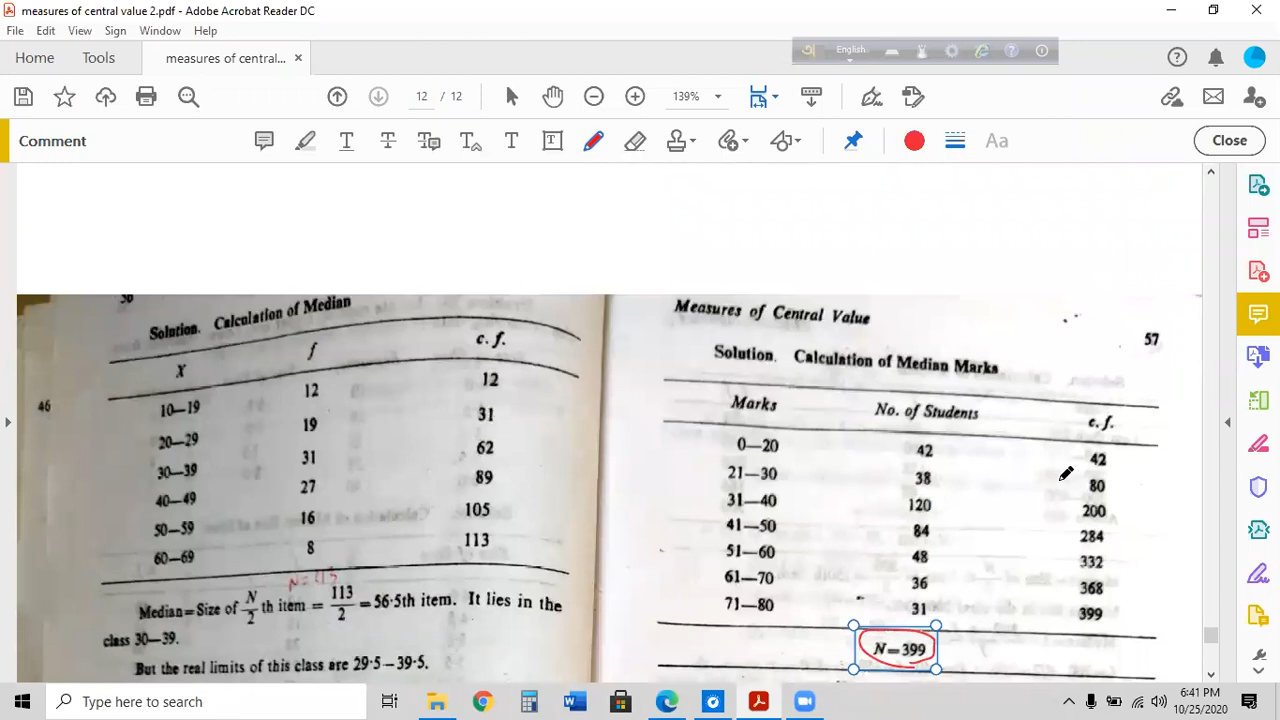 measures of central value 2.pdf - Adobe Acrobat Reader DC
File Edit View Sign Window Help
Home Tools measures of central... ×
English
12 / 12 139%
Comment
Close
Solution. Calculation of Median
X f c. f.
10—19 12 12
20—29 19 31
30—39 31 62
40—49 27 89
50—59 16 105
60—69 8 113
N=113
Median=Size of N/2 th item = 113/2 =56·5th item. It lies in the
class 30—39.
But the real limits of this class are 29·5—39·5.
46
Measures of Central Value
57
Solution. Calculation of Median Marks
Marks No. of Students c. f.
0—20 42 42
21—30 38 80
31—40 120 200
41—50 84 284
51—60 48 332
61—70 36 368
71—80 31 399
N=399
Type here to search
6:41 PM
10/25/2020